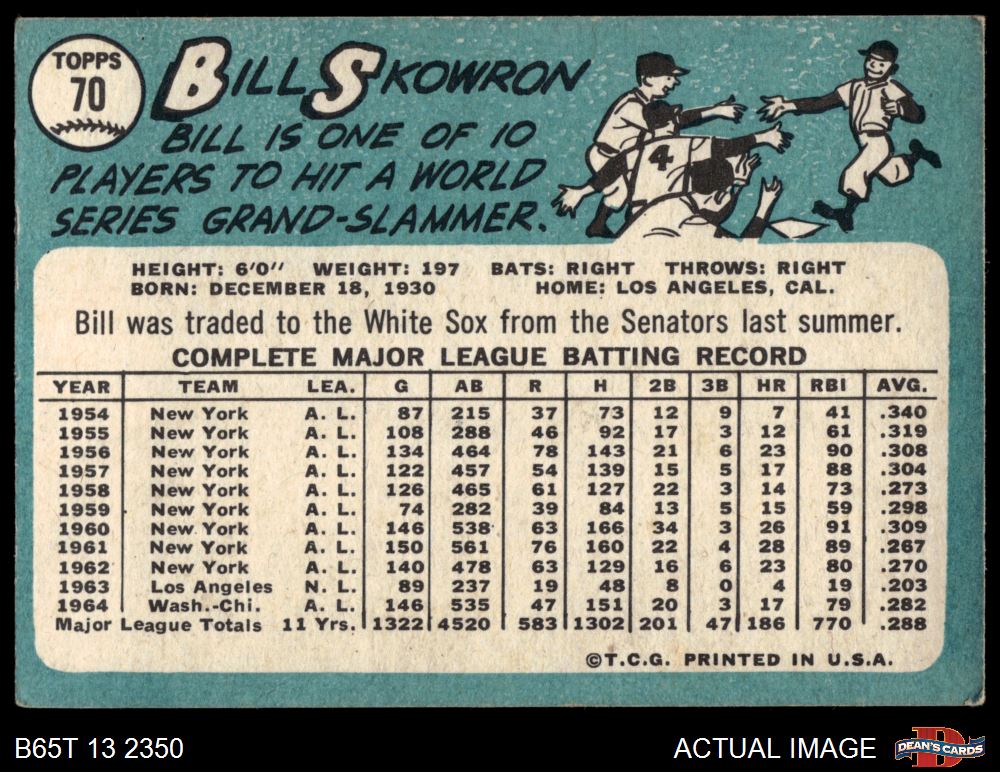 TOPPS
70
BILL SKOWRON
BILL IS ONE OF 10
PLAYERS TO HIT A WORLD
SERIES GRAND-SLAMMER.
4
HEIGHT: 6'0" WEIGHT: 197 BATS: RIGHT THROWS: RIGHT
BORN: DECEMBER 18, 1930 HOME: LOS ANGELES, CAL.
Bill was traded to the White Sox from the Senators last summer.
COMPLETE MAJOR LEAGUE BATTING RECORD
YEAR TEAM LEA. G AB R H 2B 3B HR RBI AVG.
1954 New York A. L. 87 215 37 73 12 9 7 41 .340
1955 New York A. L. 108 288 46 92 17 3 12 61 .319
1956 New York A. L. 134 464 78 143 21 6 23 90 .308
1957 New York A. L. 122 457 54 139 15 5 17 88 .304
1958 New York A. L. 126 465 61 127 22 3 14 73 .273
1959 New York A. L. 74 282 39 84 13 5 15 59 .298
1960 New York A. L. 146 538 63 166 34 3 26 91 .309
1961 New York A. L. 150 561 76 160 22 4 28 89 .267
1962 New York A. L. 140 478 63 129 16 6 23 80 .270
1963 Los Angeles N. L. 89 237 19 48 8 0 4 19 .203
1964 Wash.-Chi. A. L. 146 535 47 151 20 3 17 79 .282
Major League Totals 11 Yrs. 1322 4520 583 1302 201 47 186 770 .288
©T.C.G. PRINTED IN U.S.A.
B65T 13 2350 ACTUAL IMAGE
D
DEAN'S CARDS